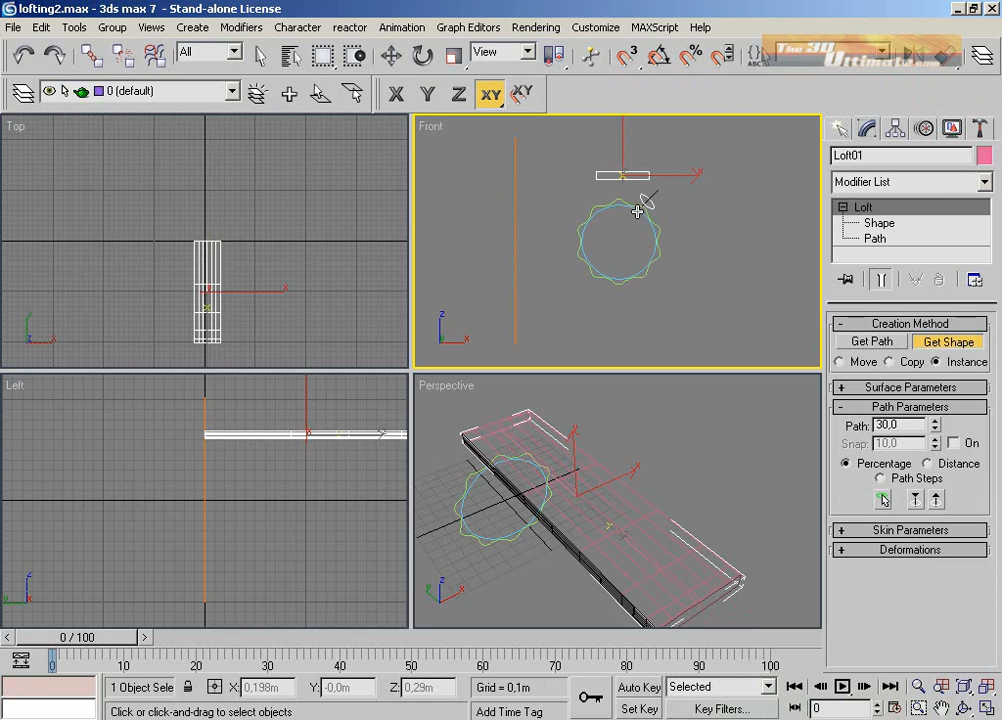 lofting2.max - 3ds max 7 - Stand-alone License
File Edit Tools Group Views Create Modifiers Character reactor Animation Graph Editors Rendering Customize MAXScript Help
All View The 3D Ultimate.com
0 (default) X Y Z XY XY
Top
Front
x
z
x
y
z
x
Left
x
z
y
Perspective
x
z
z
x
y
Loft01
Modifier List
Loft
Shape
Path
- Creation Method
Get Path Get Shape
Move Copy Instance
+ Surface Parameters
- Path Parameters
Path: 30,0
Snap: 10,0 On
Percentage Distance
Path Steps
+ Skin Parameters
+ Deformations
< 0 / 100 >
0 10 20 30 40 50 60 70 80 90 100
1 Object Sele X: 0,198m Y: -0,0m Z: 0,29m Grid = 0,1m Auto Key Selected
Click or click-and-drag to select objects Add Time Tag Set Key Key Filters... 0